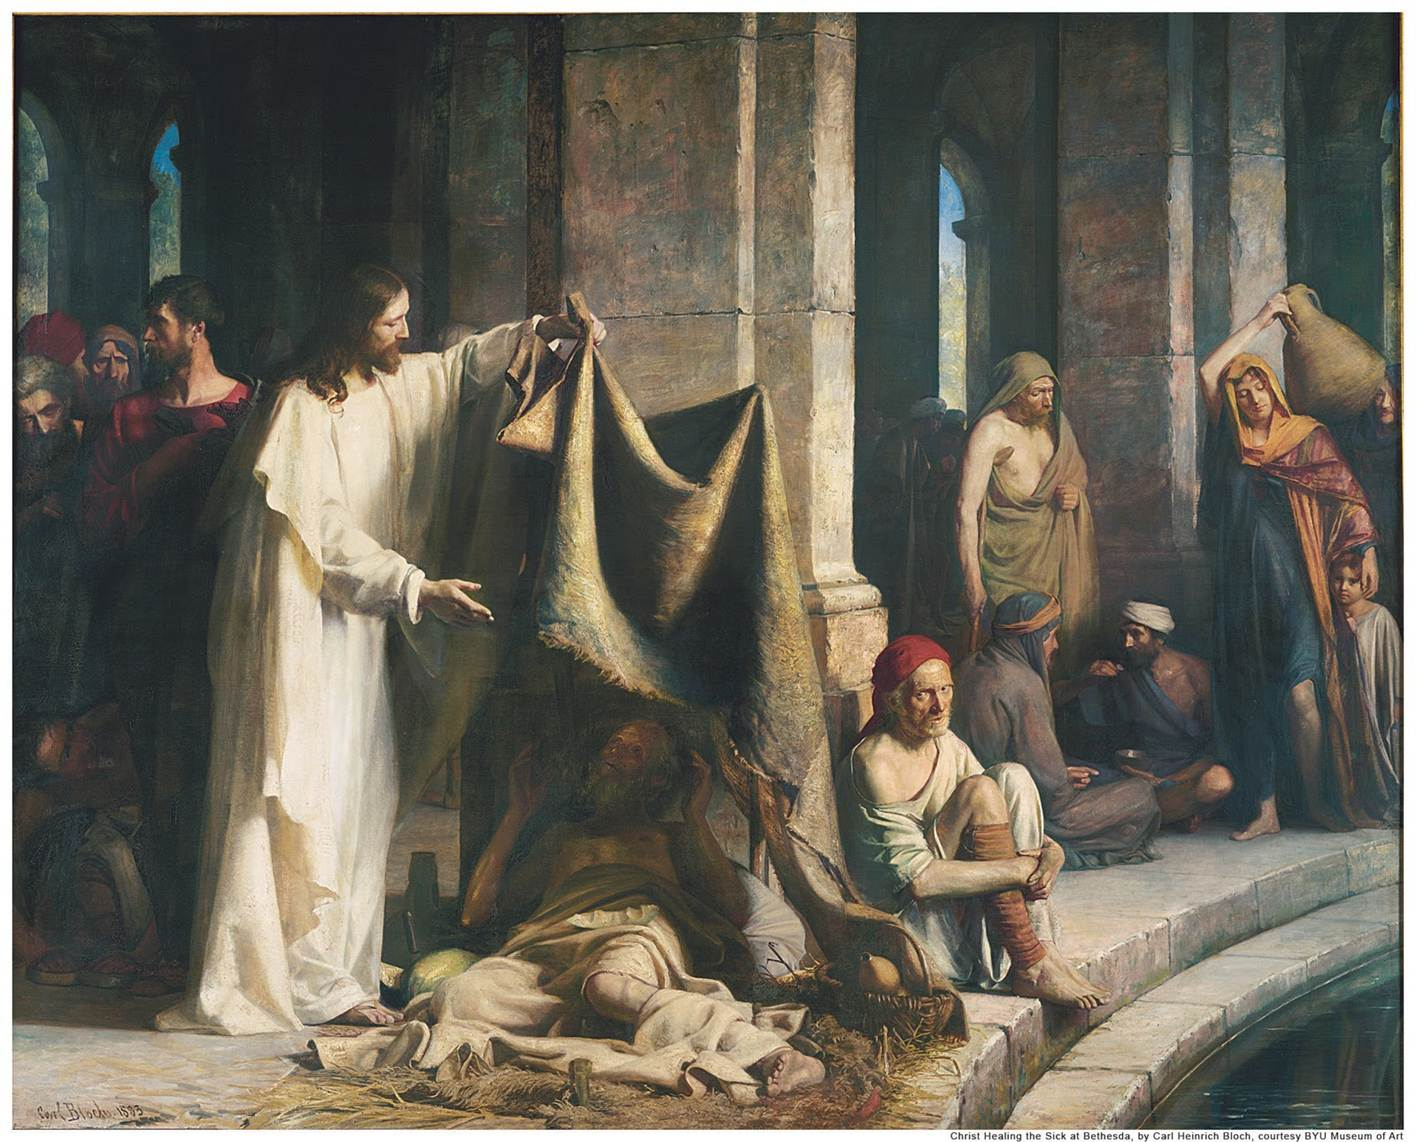 Carl Bloch. 1883
Christ Healing the Sick at Bethesda, by Carl Heinrich Bloch, courtesy BYU Museum of Art